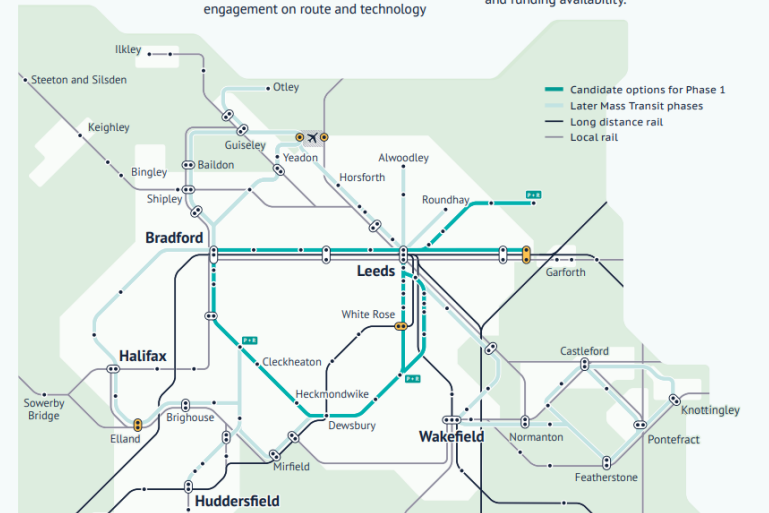 engagement on route and technology
and funding availability.
Ilkley
Steeton and Silsden
Otley
Candidate options for Phase 1
Later Mass Transit phases
Long distance rail
Local rail
Keighley
Guiseley
Yeadon
Alwoodley
Bingley
Baildon
Horsforth
Shipley
Roundhay
P+R
Bradford
Leeds
Garforth
White Rose
P+R
Halifax
Cleckheaton
Castleford
P+R
Heckmondwike
Sowerby
Bridge
Brighouse
Dewsbury
Knottingley
Elland
Wakefield
Normanton
Pontefract
Mirfield
Featherstone
Huddersfield